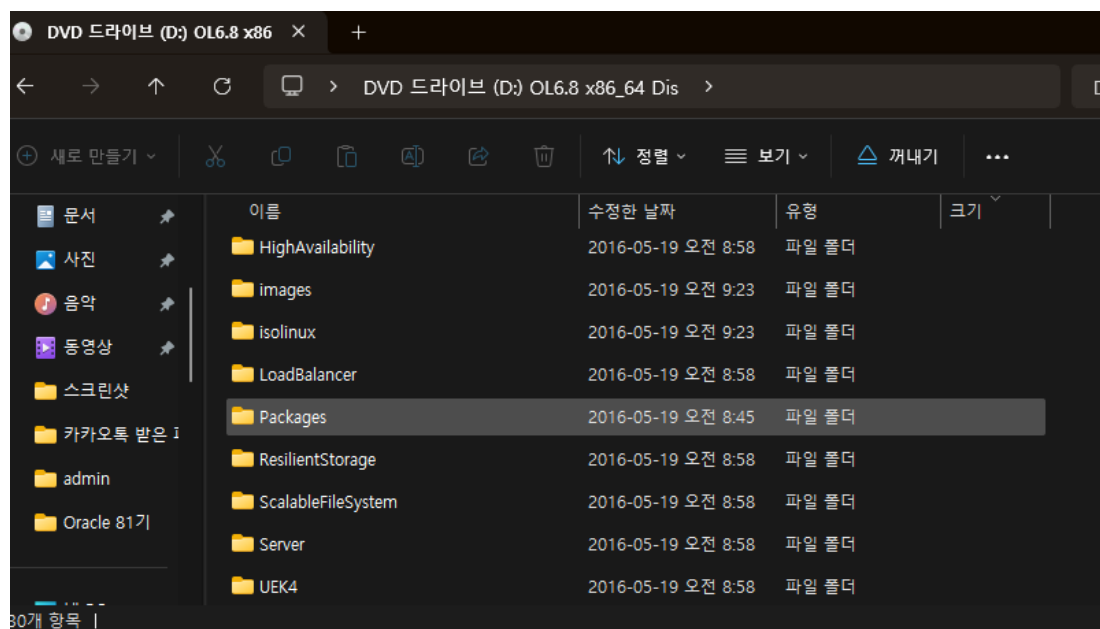 DVD 드라이브 (D:) OL6.8 x86
DVD 드라이브 (D:) OL6.8 x86_64 Dis
새로 만들기 정렬 보기 꺼내기
이름 수정한 날짜 유형 크기
문서
사진
음악
동영상
스크린샷
카카오톡 받은
admin
Oracle 81기
HighAvailability 2016-05-19 오전 8:58 파일 폴더
images 2016-05-19 오전 9:23 파일 폴더
isolinux 2016-05-19 오전 9:23 파일 폴더
LoadBalancer 2016-05-19 오전 8:58 파일 폴더
Packages 2016-05-19 오전 8:45 파일 폴더
ResilientStorage 2016-05-19 오전 8:58 파일 폴더
ScalableFileSystem 2016-05-19 오전 8:58 파일 폴더
Server 2016-05-19 오전 8:58 파일 폴더
UEK4 2016-05-19 오전 8:58 파일 폴더
30개 항목